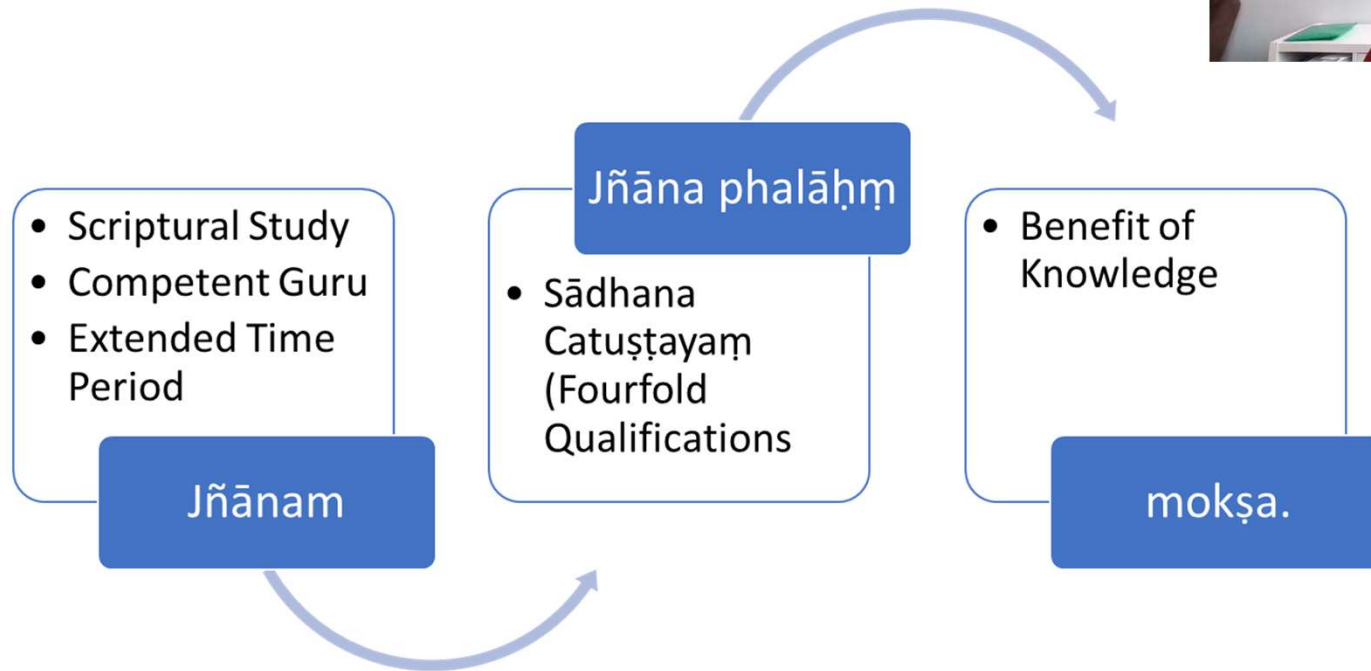 • Scriptural Study
• Competent Guru
• Extended Time
Period
Jñānam
Jñāna phalāḥṃ
• Sādhana
Catuṣṭayaṃ
(Fourfold
Qualifications
• Benefit of
Knowledge
mokṣa.